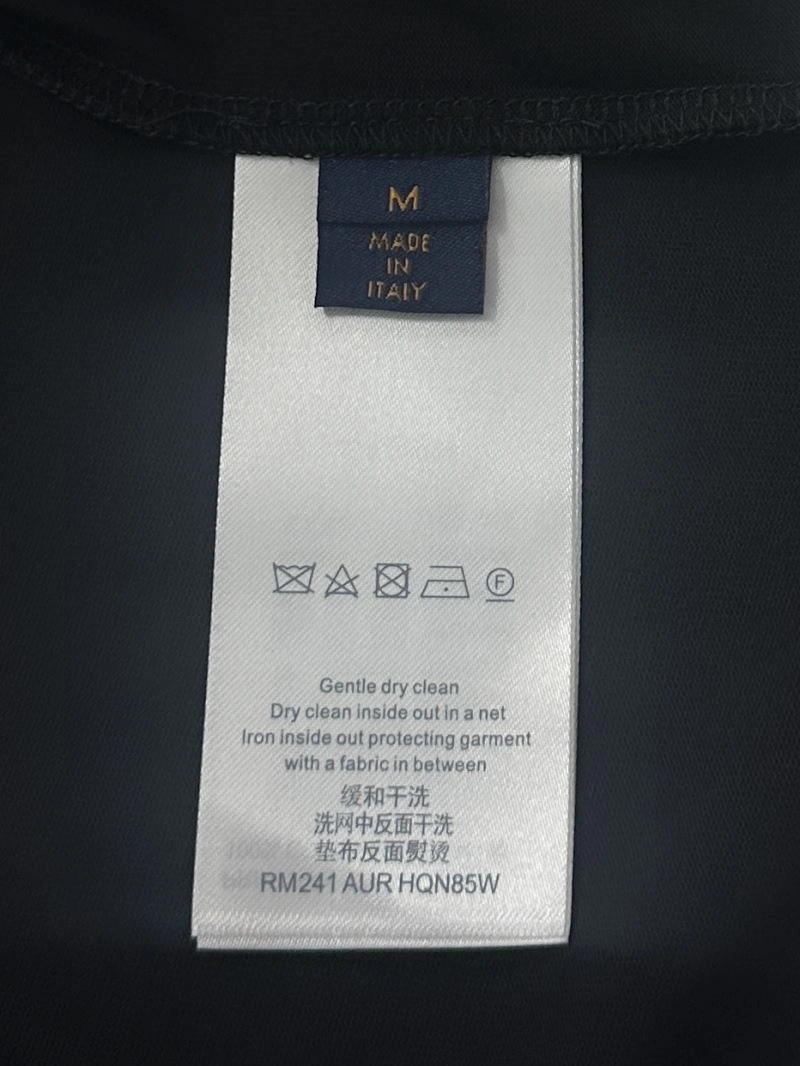 M
MADE
IN
ITALY
F
Gentle dry clean
Dry clean inside out in a net
Iron inside out protecting garment
with a fabric in between
缓和干洗
洗网中反面干洗
垫布反面熨烫
RM241 AUR HQN85W